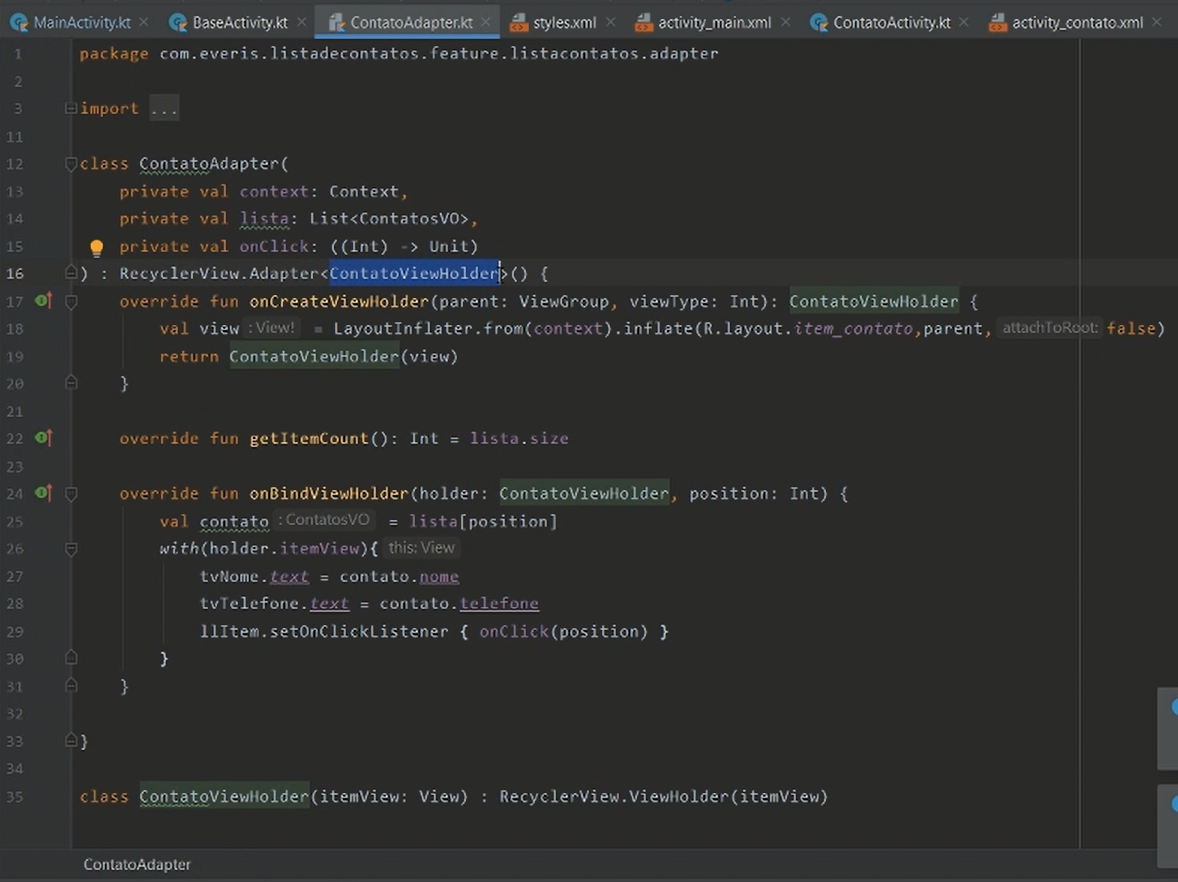 MainActivity.kt BaseActivity.kt ContatoAdapter.kt styles.xml activity_main.xml ContatoActivity.kt activity_contato.xml
1 package com.everis.listadecontatos.feature.listacontatos.adapter
2
3 import ...
11
12 class ContatoAdapter(
13 private val context: Context,
14 private val lista: List<ContatosVO>,
15 private val onClick: ((Int) -> Unit)
16 ) : RecyclerView.Adapter<ContatoViewHolder>() {
17 override fun onCreateViewHolder(parent: ViewGroup, viewType: Int): ContatoViewHolder {
18 val view : View! = LayoutInflater.from(context).inflate(R.layout.item_contato,parent, attachToRoot: false)
19 return ContatoViewHolder(view)
20 }
21
22 override fun getItemCount(): Int = lista.size
23
24 override fun onBindViewHolder(holder: ContatoViewHolder, position: Int) {
25 val contato : ContatosVO = lista[position]
26 with(holder.itemView){ this: View
27 tvNome.text = contato.nome
28 tvTelefone.text = contato.telefone
29 llItem.setOnClickListener { onClick(position) }
30 }
31 }
32
33 }
34
35 class ContatoViewHolder(itemView: View) : RecyclerView.ViewHolder(itemView)
ContatoAdapter